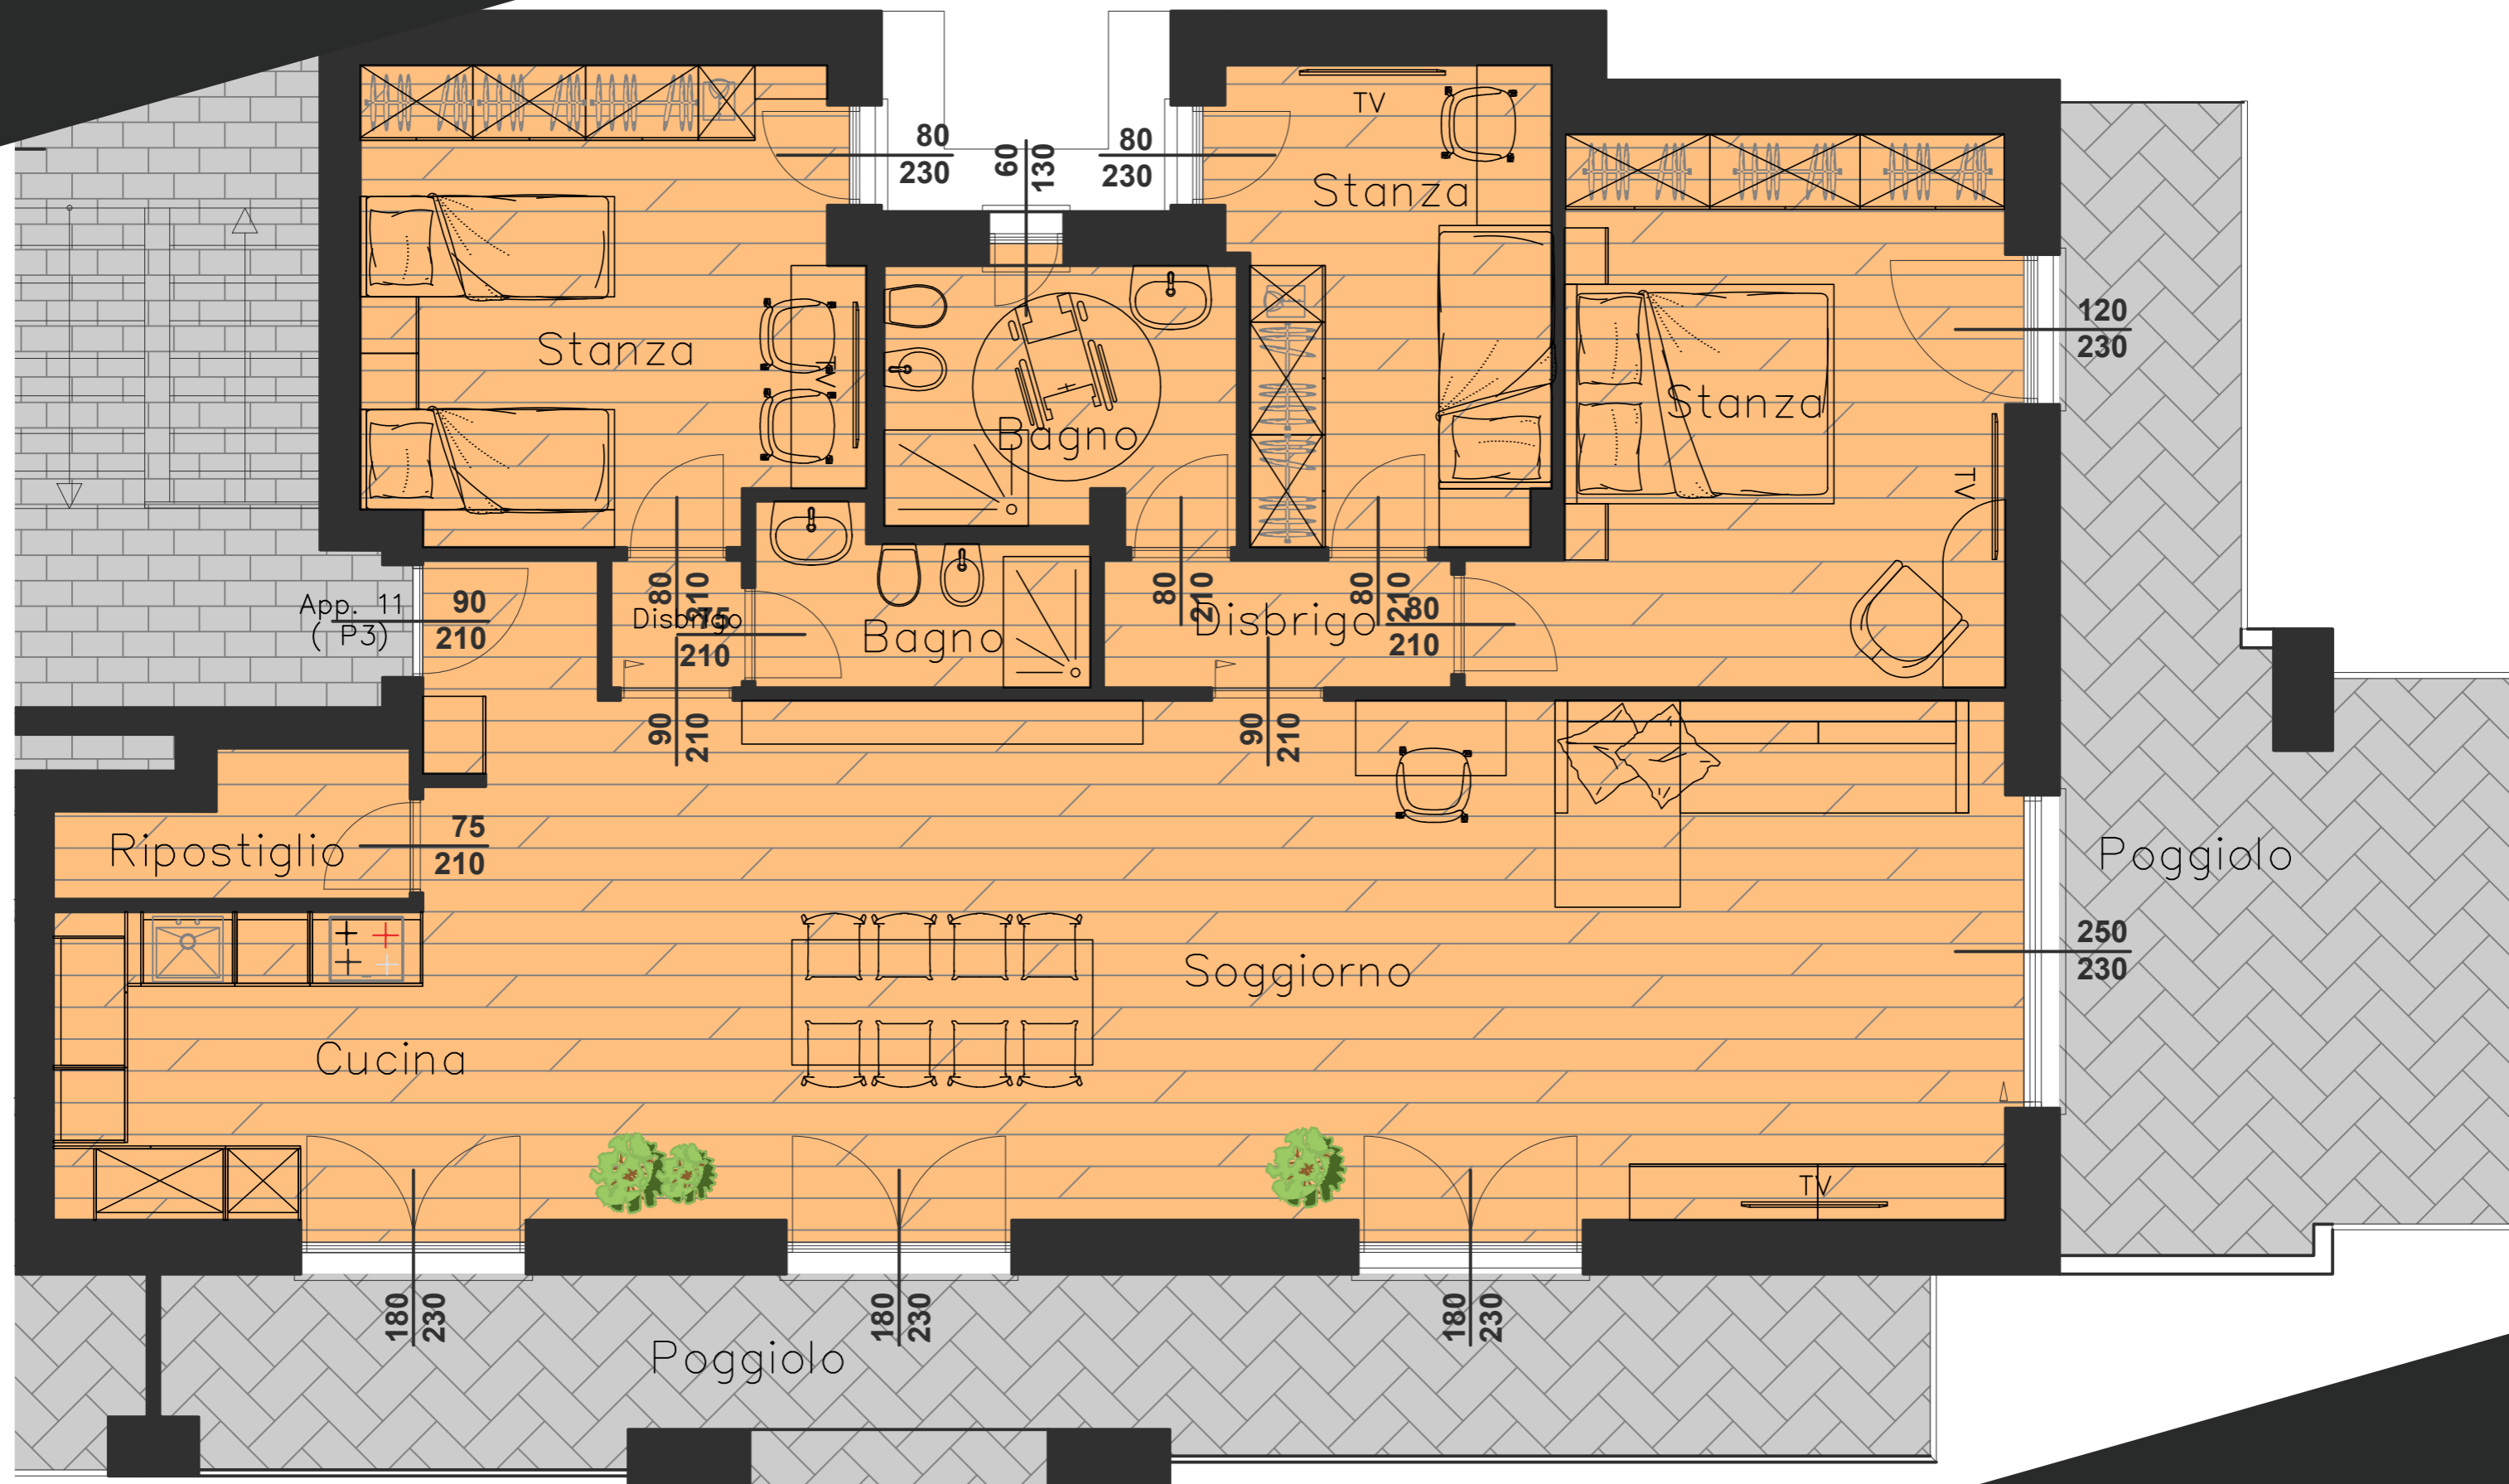 TV
80
230
60
130
80
230
Stanza
120
230
Stanza
TV
Stanza
Bagno
TV
App. 11
( P3)
90
210
80
210
Disbrigo
75
210
Bagno
80
210
Disbrigo
80
210
80
210
90
210
90
210
Ripostiglio
75
210
Poggiolo
Soggiorno
250
230
Cucina
TV
180
230
180
230
180
230
Poggiolo